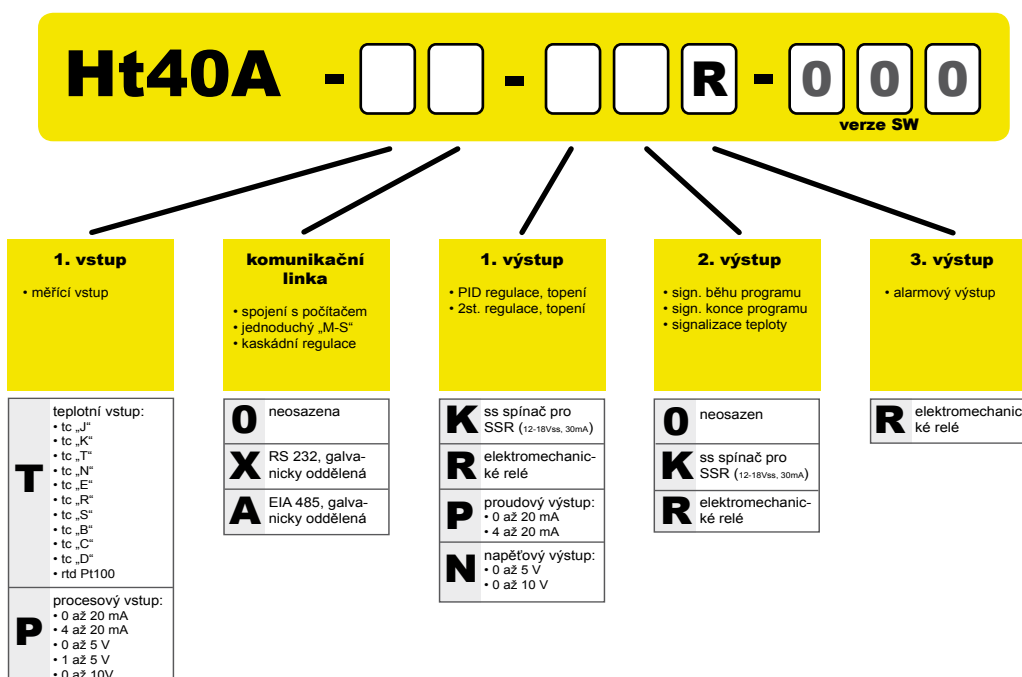 Ht40A - - R - 0 0 0
verze SW
1. vstup
• měřící vstup
komunikační
linka
• spojení s počítačem
• jednoduchý „M-S“
• kaskádní regulace
1. výstup
• PID regulace, topení
• 2st. regulace, topení
2. výstup
• sign. běhu programu
• sign. konce programu
• signalizace teploty
3. výstup
• alarmový výstup
T
teplotní vstup:
• tc „J“
• tc „K“
• tc „T“
• tc „N“
• tc „E“
• tc „R“
• tc „S“
• tc „B“
• tc „C“
• tc „D“
• rtd Pt100
P
procesový vstup:
• 0 až 20 mA
• 4 až 20 mA
• 0 až 5 V
• 1 až 5 V
• 0 až 10V
0 neosazena
X RS 232, galva-
nicky oddělená
A EIA 485, galva-
nicky oddělená
K ss spínač pro
SSR (12-18Vss, 30mA)
R elektromechanic-
ké relé
P proudový výstup:
• 0 až 20 mA
• 4 až 20 mA
N napěťový výstup:
• 0 až 5 V
• 0 až 10 V
0 neosazen
K ss spínač pro
SSR (12-18Vss, 30mA)
R elektromechanic-
ké relé
R elektromechanic
ké relé